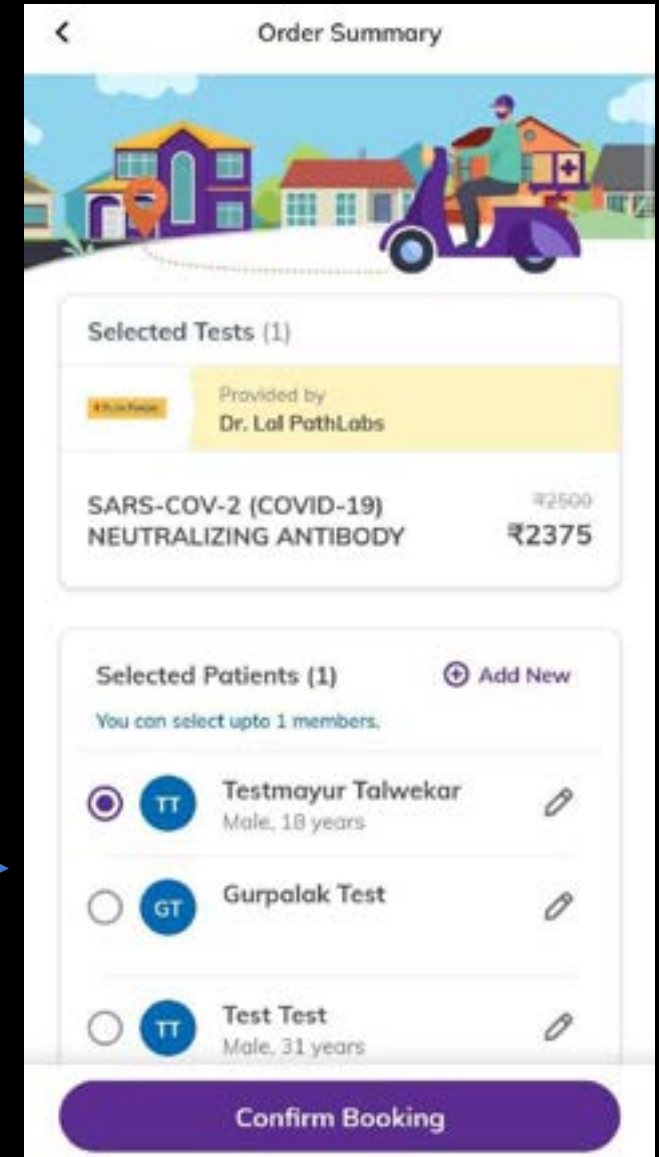 Order Summary
Selected Tests (1)
Provided by
Dr. Lal PathLabs
SARS-COV-2 (COVID-19)
₹2500
NEUTRALIZING ANTIBODY
₹2375
Selected Patients (1)
Add New
You can select upto 1 members.
TT
Testmayur Talwekar
Male, 18 years
GT
Gurpalak Test
TT
Test Test
Male, 31 years
Confirm Booking